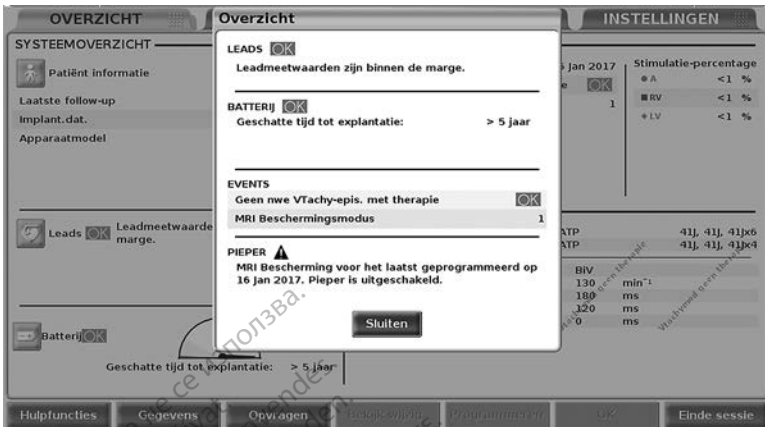 OVERZICHT
INSTELLINGEN
SYSTEEMOVERZICHT
Patiënt informatie
Laatste follow-up
Implant.dat.
Apparaatmodel
Leads OK Leadmeetwaarde
marge.
Batterij OK
Geschatte tijd tot explantatie: > 5 jaar
Overzicht
LEADS OK
Leadmeetwaarden zijn binnen de marge.
BATTERIJ OK
Geschatte tijd tot explantatie: > 5 jaar
EVENTS
Geen nwe VTachy-epis. met therapie OK
MRI Beschermingsmodus 1
PIEPER
MRI Bescherming voor het laatst geprogrammeerd op
16 Jan 2017. Pieper is uitgeschakeld.
Sluiten
Jan 2017
OK
1
Stimulatie-percentage
A <1 %
RV <1 %
LV <1 %
ATP 41J, 41J, 41Jx6
ATP 41J, 41J, 41Jx4
BiV
130 min⁻¹
180 ms
120 ms
0 ms
Hulpfuncties
Gegevens
Opvragen
Programmeren
OK
Einde sessie